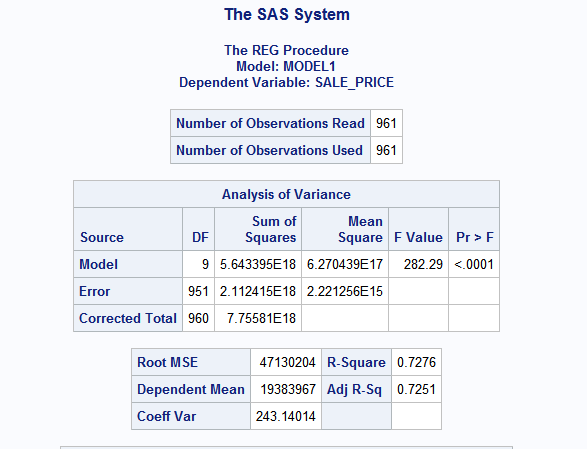 The SAS System
The REG Procedure
Model: MODEL1
Dependent Variable: SALE_PRICE
Number of Observations Read 961
Number of Observations Used 961
Analysis of Variance
Source DF Sum of Squares Mean Square F Value Pr > F
Model 9 5.643395E18 6.270439E17 282.29 <.0001
Error 951 2.112415E18 2.221256E15
Corrected Total 960 7.75581E18
Root MSE 47130204 R-Square 0.7276
Dependent Mean 19383967 Adj R-Sq 0.7251
Coeff Var 243.14014